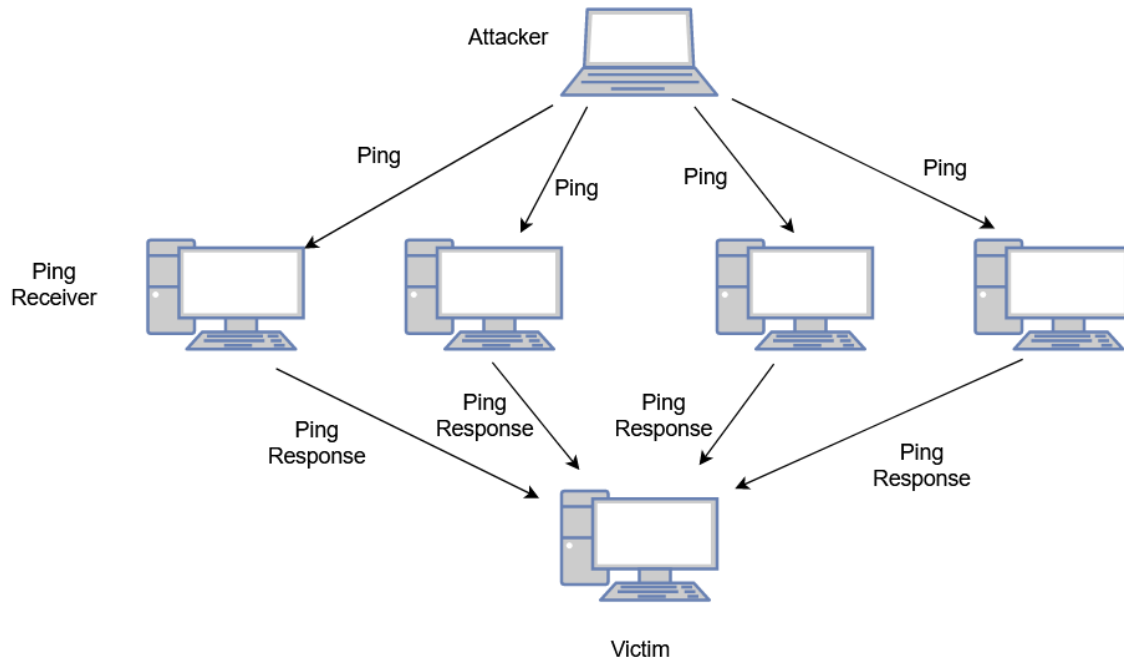 Attacker
Ping
Ping
Ping
Ping
Ping
Receiver
Ping
Response
Ping
Response
Ping
Response
Ping
Response
Victim